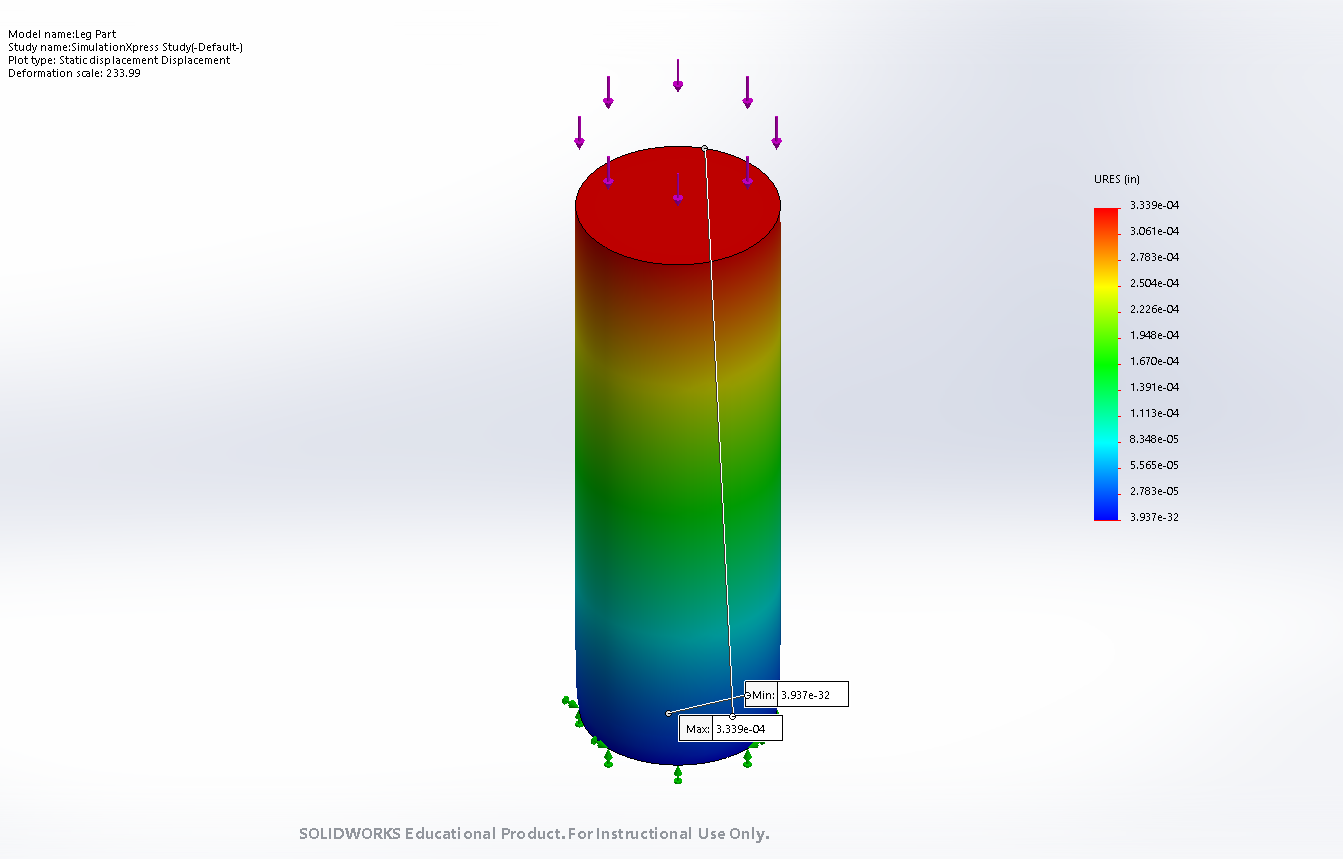 Model name:Leg Part
Study name:SimulationXpress Study(-Default-)
Plot type: Static displacement Displacement
Deformation scale: 233.99
URES (in)
3.339e-04
3.061e-04
2.783e-04
2.504e-04
2.226e-04
1.948e-04
1.670e-04
1.391e-04
1.113e-04
8.348e-05
5.565e-05
2.783e-05
3.937e-32
Min: 3.937e-32
Max: 3.339e-04
SOLIDWORKS Educational Product. For Instructional Use Only.